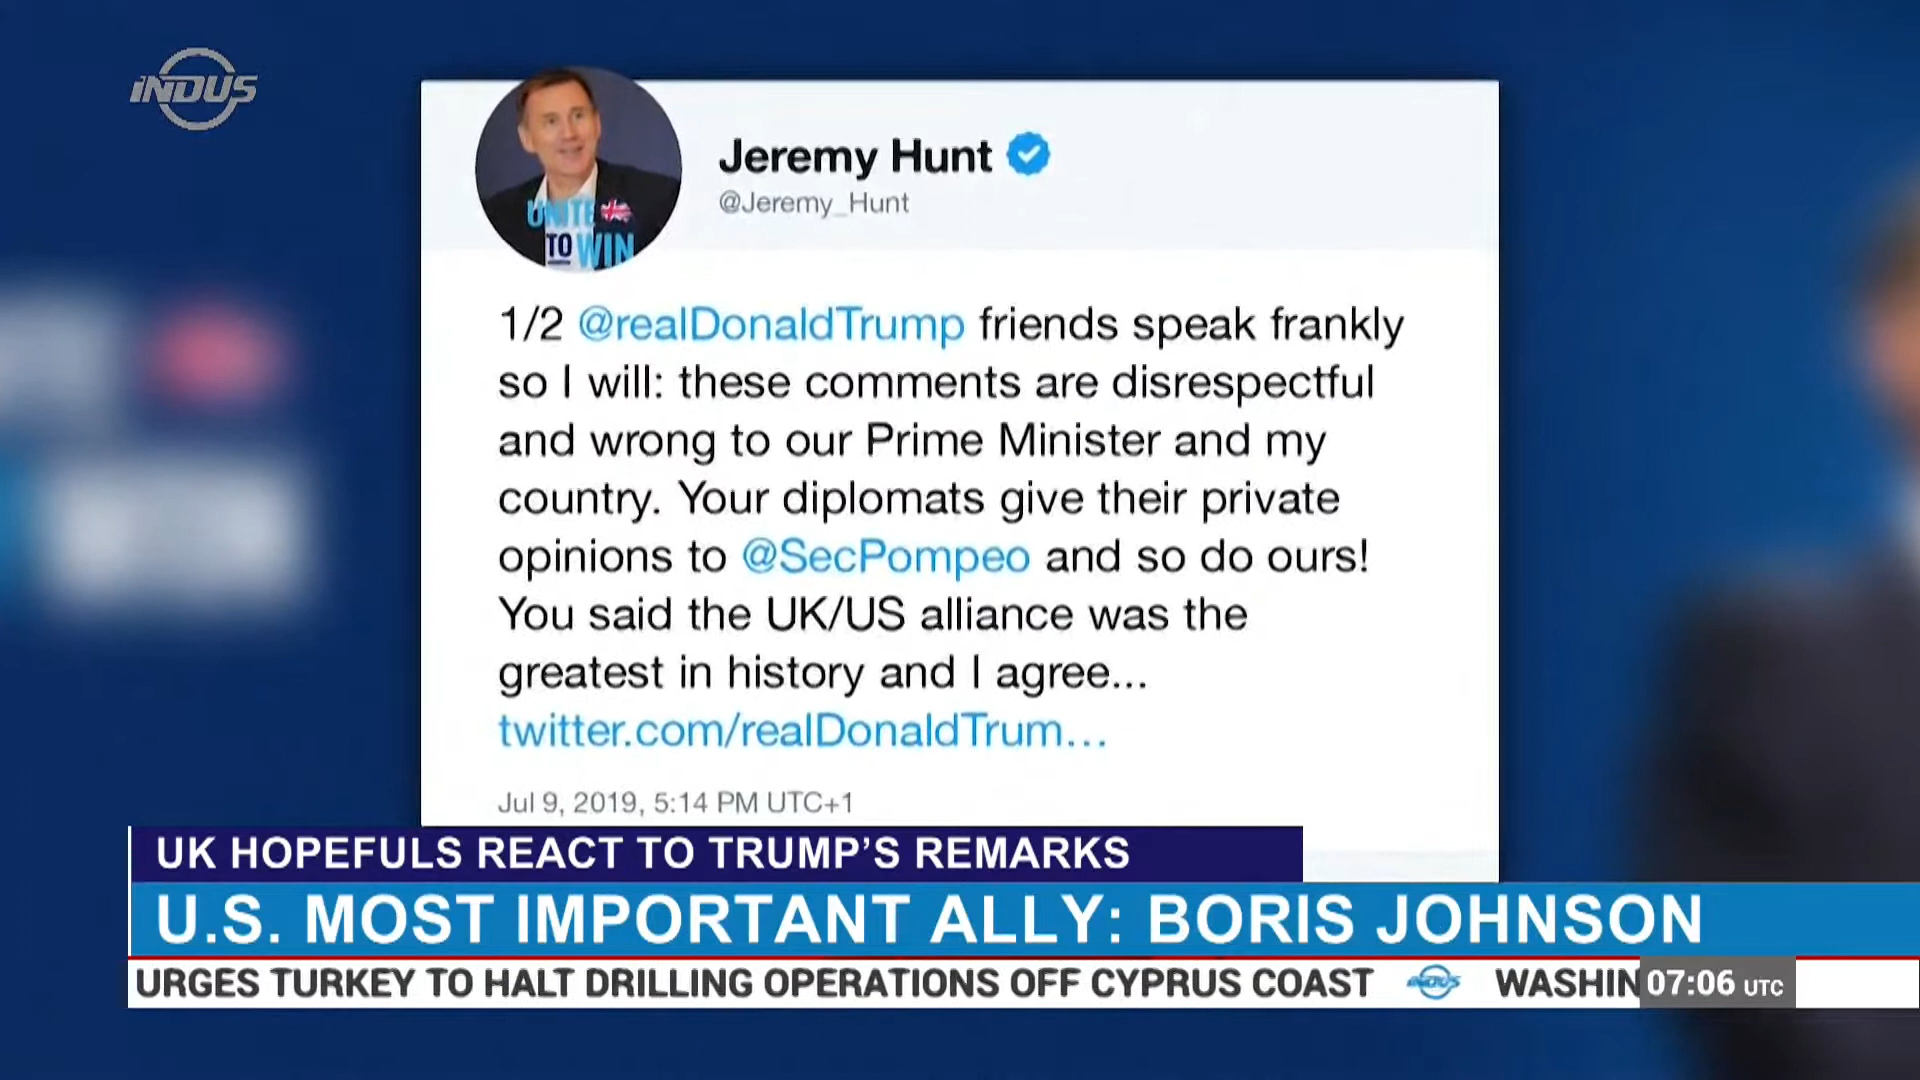 INDUS
Jeremy Hunt
@Jeremy_Hunt
UNITE
TO WIN
1/2 @realDonaldTrump friends speak frankly
so I will: these comments are disrespectful
and wrong to our Prime Minister and my
country. Your diplomats give their private
opinions to @SecPompeo and so do ours!
You said the UK/US alliance was the
greatest in history and I agree...
twitter.com/realDonaldTrum...
Jul 9, 2019, 5:14 PM UTC+1
UK HOPEFULS REACT TO TRUMP'S REMARKS
U.S. MOST IMPORTANT ALLY: BORIS JOHNSON
URGES TURKEY TO HALT DRILLING OPERATIONS OFF CYPRUS COAST INDUS WASHIN 07:06 UTC